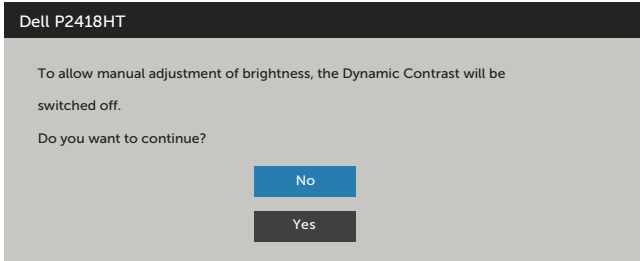 Dell P2418HT
To allow manual adjustment of brightness, the Dynamic Contrast will be
switched off.
Do you want to continue?
No
Yes